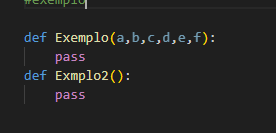 #exemplo
def Exemplo(a,b,c,d,e,f):
    pass
def Exmplo2():
    pass